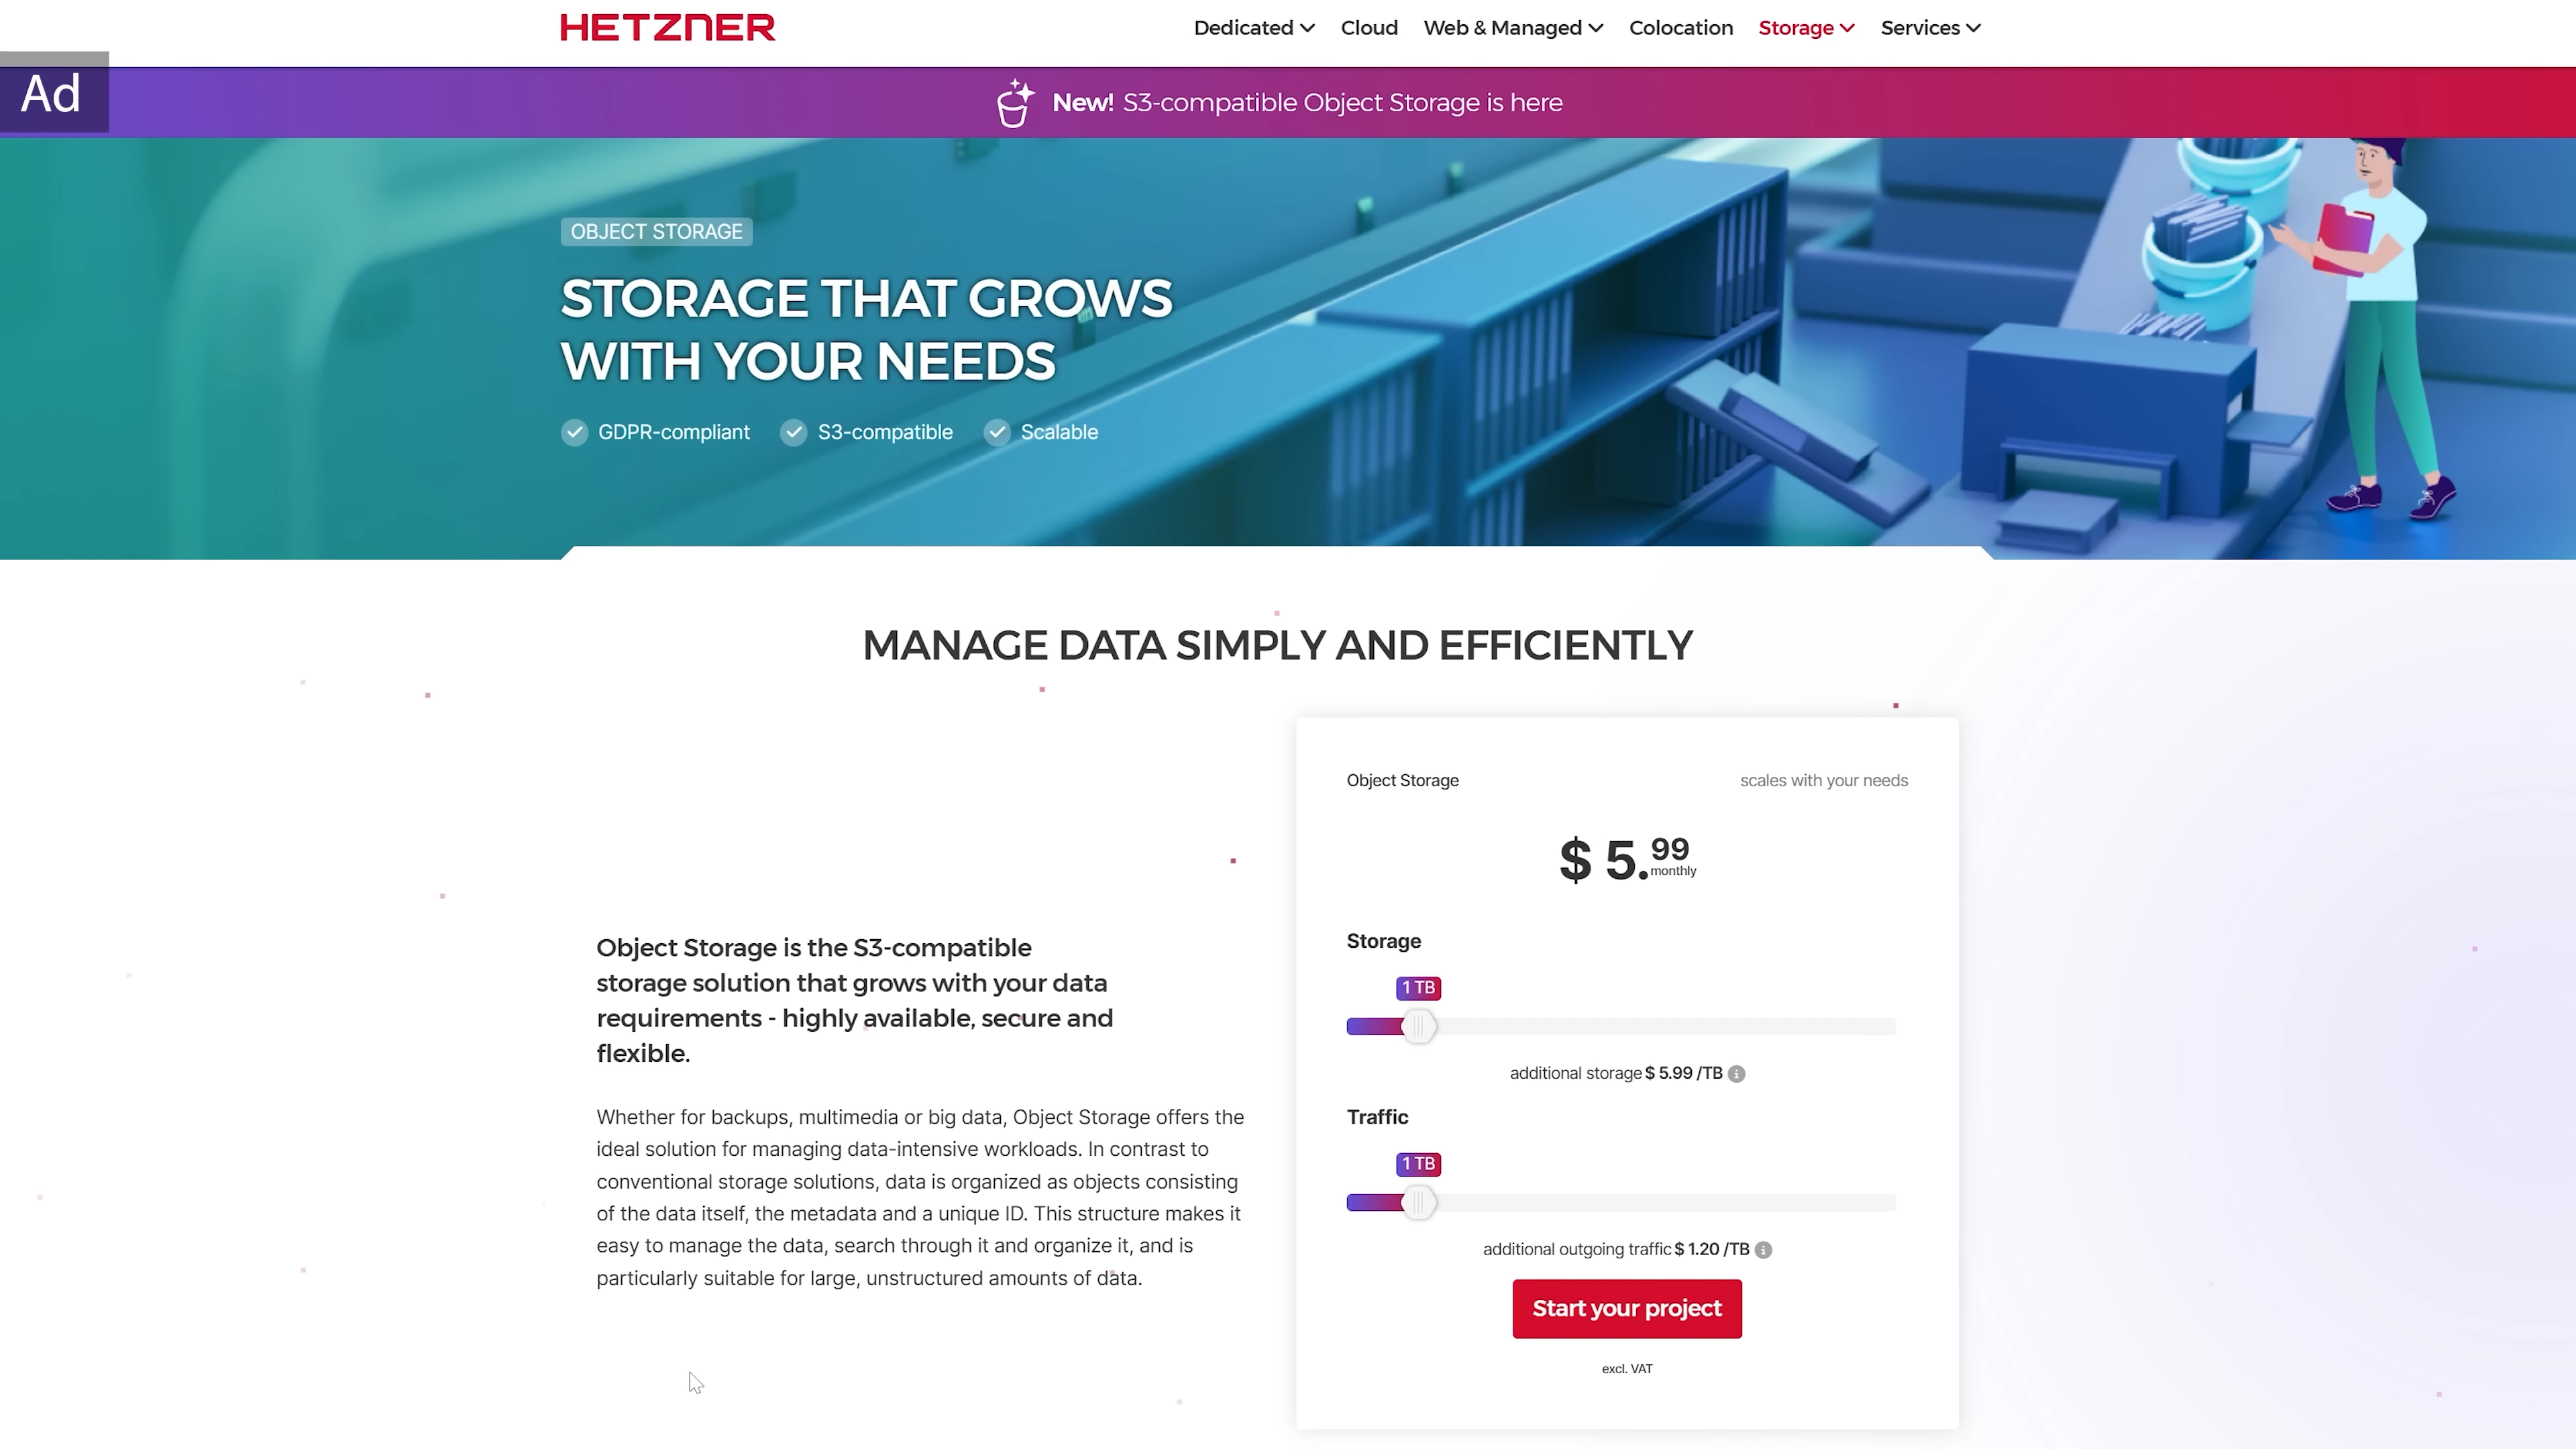 HETZNER
Dedicated Cloud Web & Managed Colocation Storage Services
Ad
New! S3-compatible Object Storage is here
OBJECT STORAGE
STORAGE THAT GROWS
WITH YOUR NEEDS
GDPR-compliant S3-compatible Scalable
MANAGE DATA SIMPLY AND EFFICIENTLY
Object Storage is the S3-compatible
storage solution that grows with your data
requirements - highly available, secure and
flexible.
Whether for backups, multimedia or big data, Object Storage offers the
ideal solution for managing data-intensive workloads. In contrast to
conventional storage solutions, data is organized as objects consisting
of the data itself, the metadata and a unique ID. This structure makes it
easy to manage the data, search through it and organize it, and is
particularly suitable for large, unstructured amounts of data.
Object Storage scales with your needs
$ 5.99
monthly
Storage
1 TB
additional storage $ 5.99 /TB
Traffic
1 TB
additional outgoing traffic $ 1.20 /TB
Start your project
excl. VAT